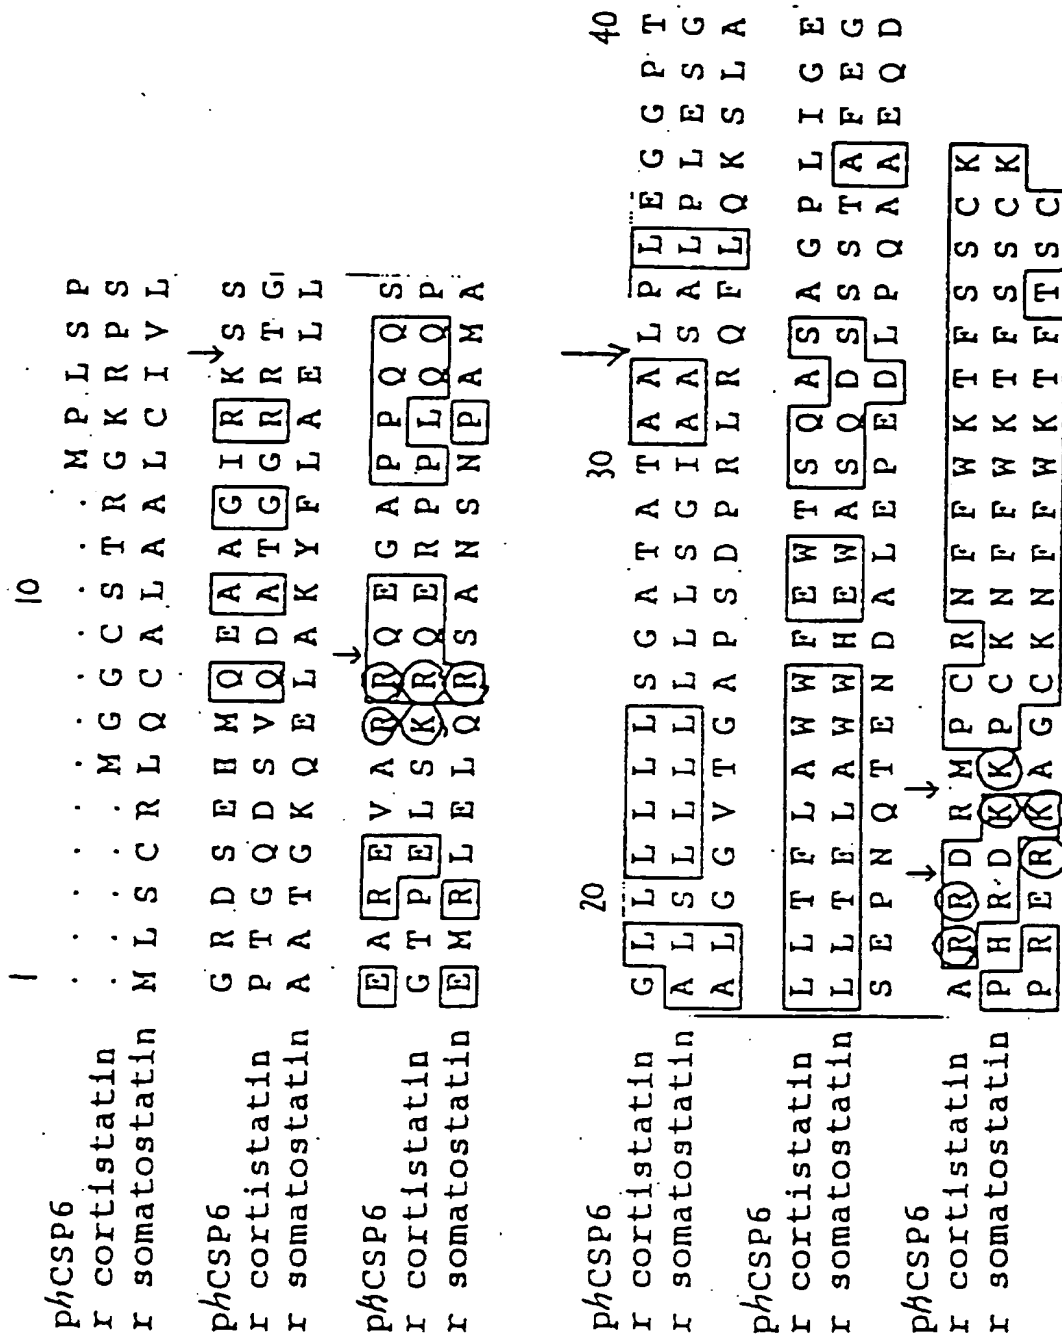 1 10
phCSP6 . . . . . . . . . . . . M P L S P
r cortistatin . . . . . M G G C S T R G K R P S
r somatostatin M L S C R L Q C A L A A L C I V L
phCSP6 G R D S E H M Q E A A G I R K S S
r cortistatin P T G Q D S V Q D A T G G R R T G
r somatostatin A A T G K Q E L A K Y F L A E L L
phCSP6 E A R E V A R R Q E G A P P Q Q S
r cortistatin G T P E L S K R Q E R P P L Q Q P
r somatostatin E M R L E L Q R S A N S N P A M A
20 30 40
phCSP6 G L L L L L L S G A T A T A A L P L E G G P T
r cortistatin A L S L L L L L L L S G I A A S A L P L E S G
r somatostatin A L G G V T G A P S D P R L R Q F L Q K S L A
phCSP6 L L T F L A W W F E W T S Q A S A G P L I G E
r cortistatin L L T E L A W W H E W A S Q D S S S T A F E G
r somatostatin S E P N Q T E N D A L E P E D L P Q A A E Q D
phCSP6 A R R D R M P C R N F F W K T F S S C K
r cortistatin P H R D K K P C K N F F W K T F S S C K
r somatostatin P R E R K A G C K N F F W K T F T S C